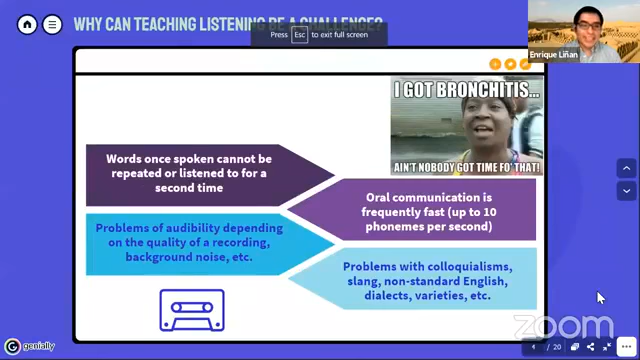 WHY CAN TEACHING LISTENING BE A CHALLENGE?
Press Esc to exit full screen
Enrique Liñan
I GOT BRONCHITIS...
AIN'T NOBODY GOT TIME FO' THAT!
Words once spoken cannot be
repeated or listened to for a
second time
Oral communication is
frequently fast (up to 10
phonemes per second)
Problems of audibility depending
on the quality of a recording,
background noise, etc.
Problems with colloquialisms,
slang, non-standard English,
dialects, varieties, etc.
zoom
genially
/ 20